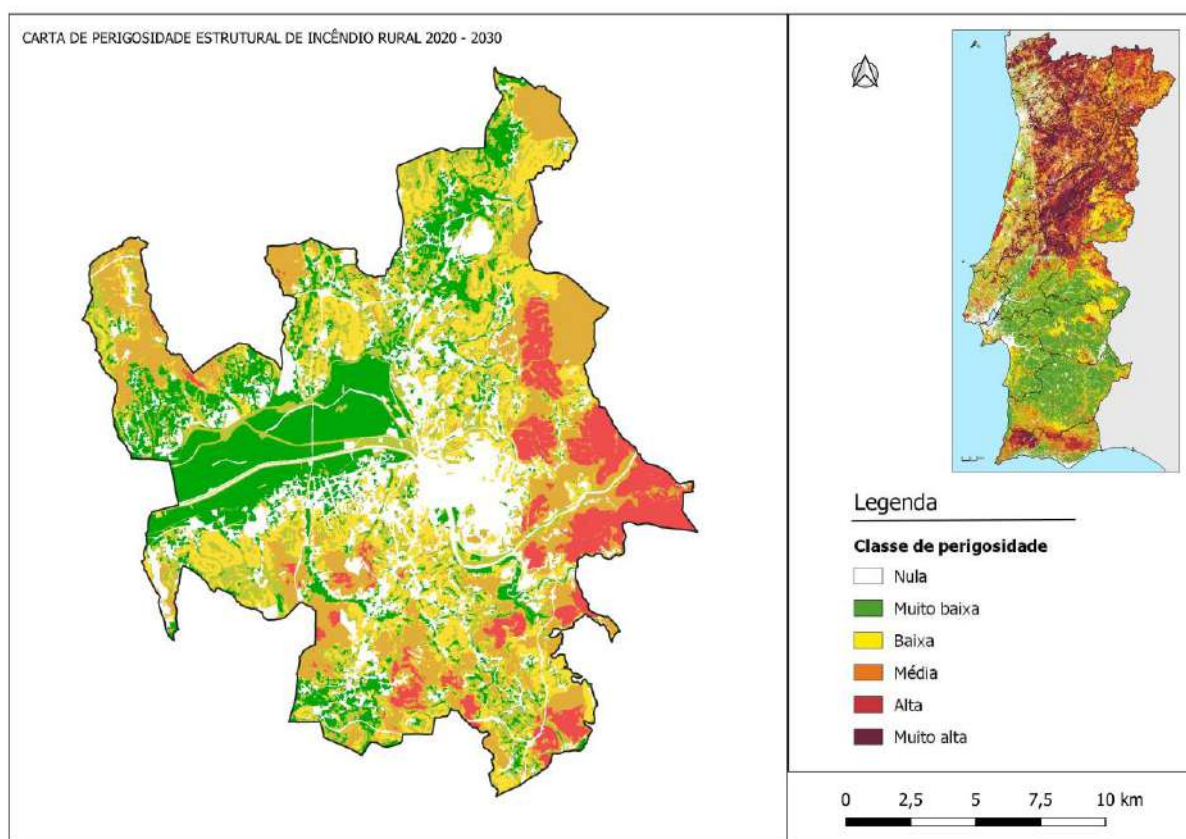 CARTA DE PERIGOSIDADE ESTRUTURAL DE INCÊNDIO RURAL 2020 - 2030
Legenda
Classe de perigosidade
Nula
Muito baixa
Baixa
Média
Alta
Muito alta
0 2,5 5 7,5 10 km